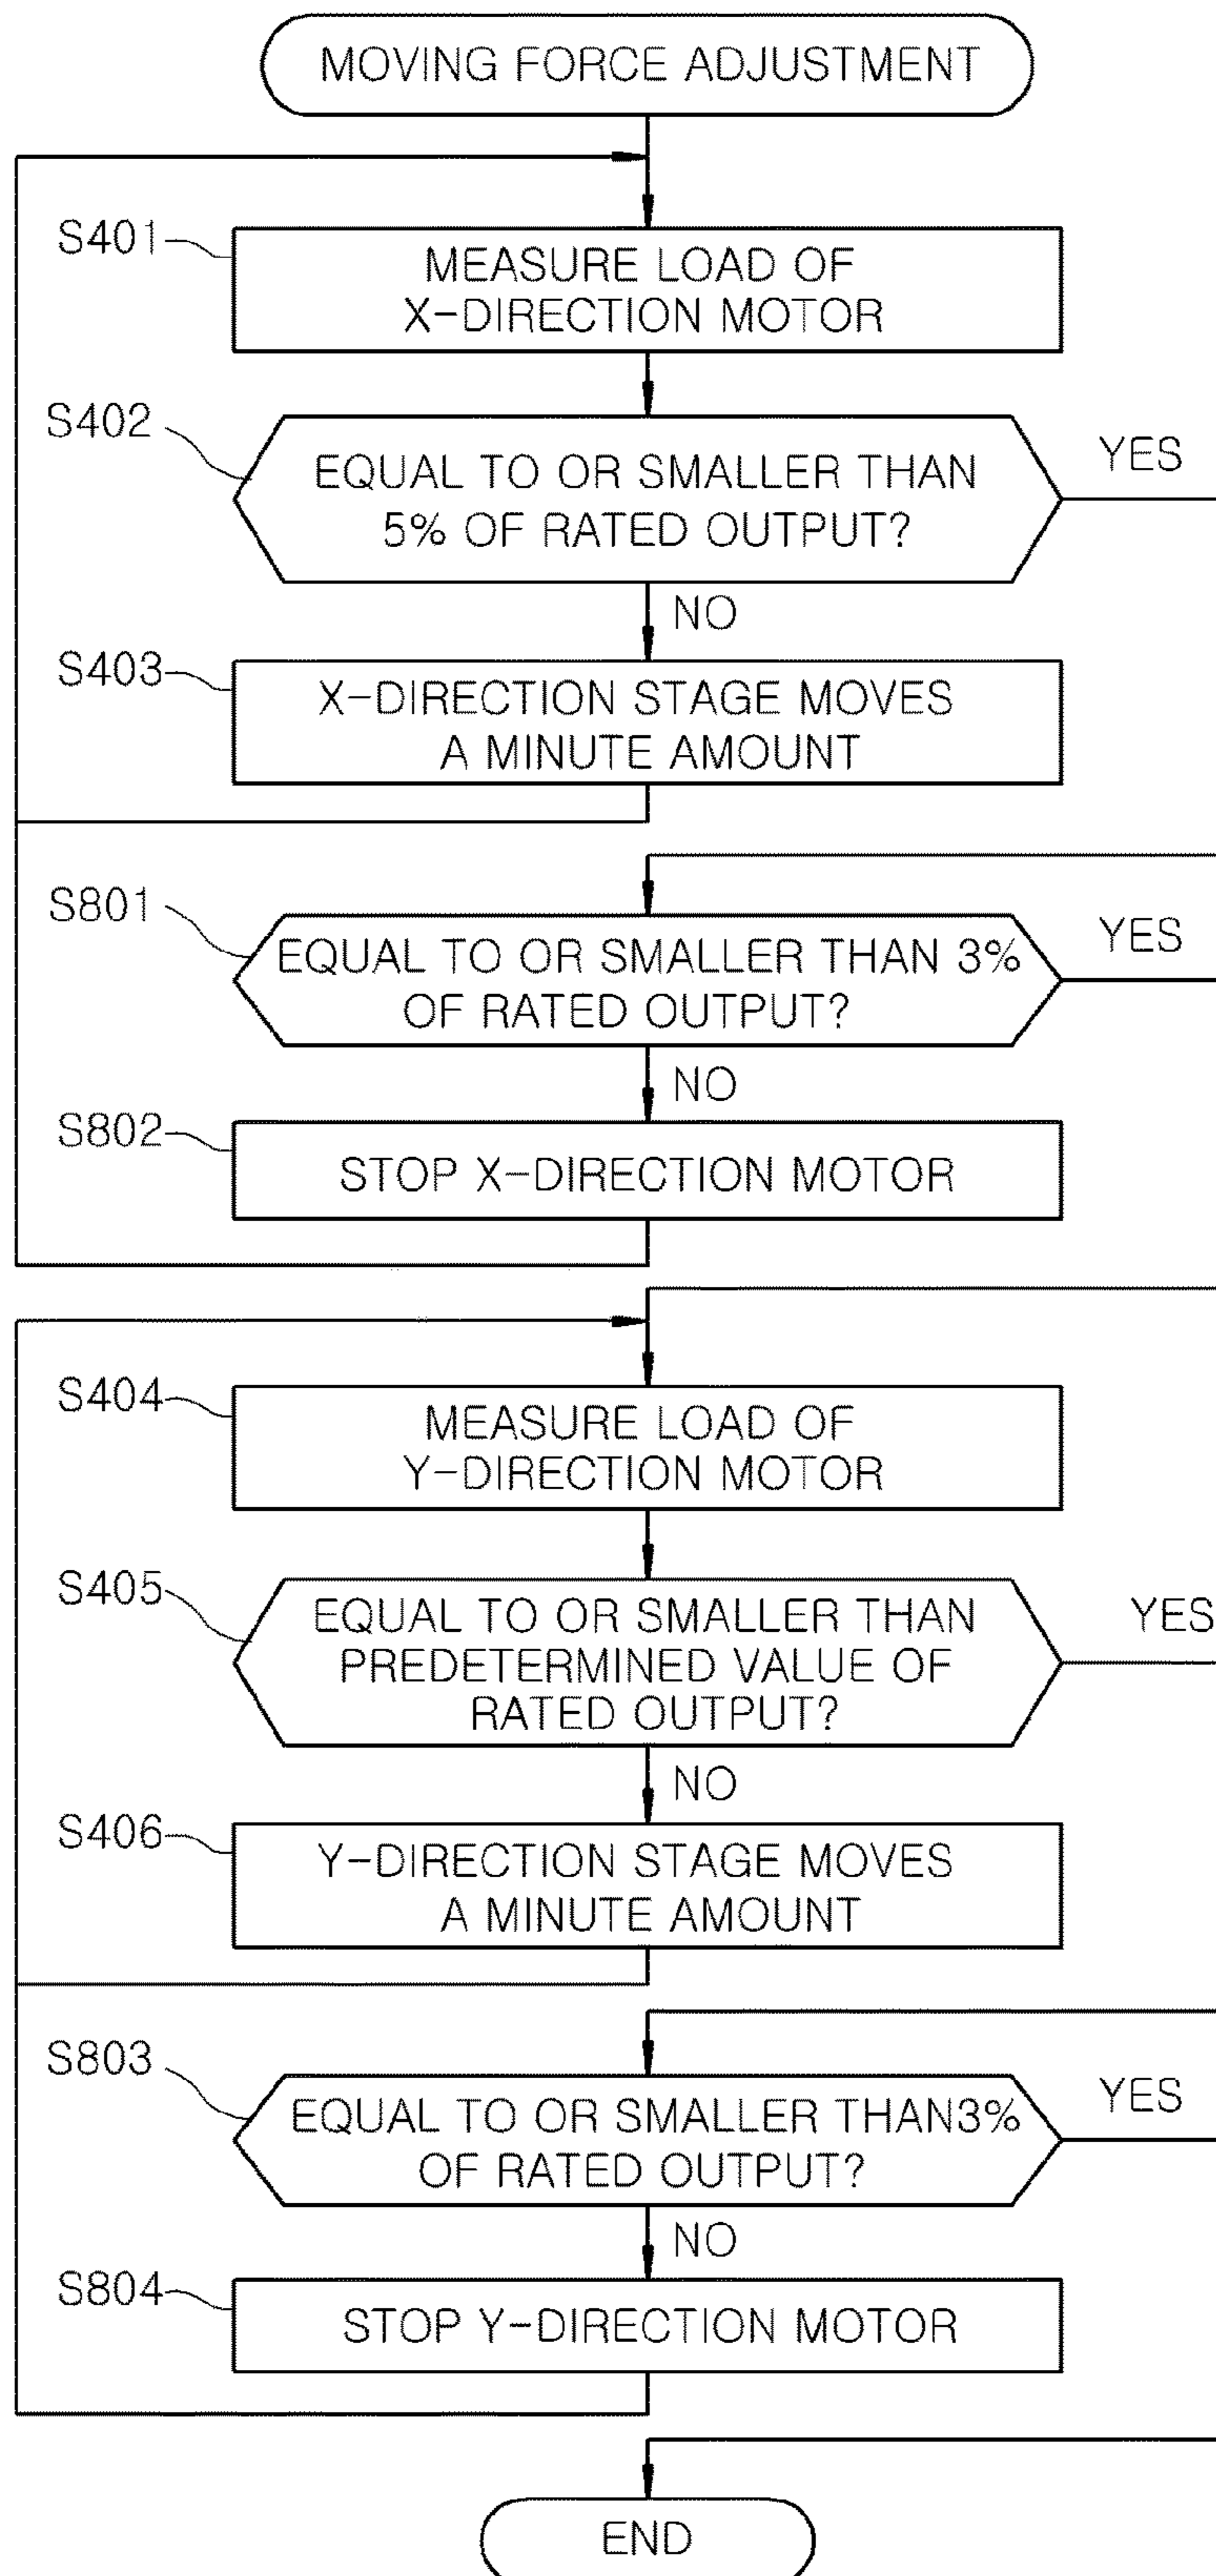 MOVING FORCE ADJUSTMENT
S401
MEASURE LOAD OF
X-DIRECTION MOTOR
S402
EQUAL TO OR SMALLER THAN
5% OF RATED OUTPUT?
YES
NO
S403
X-DIRECTION STAGE MOVES
A MINUTE AMOUNT
S801
EQUAL TO OR SMALLER THAN 3%
OF RATED OUTPUT?
YES
NO
S802
STOP X-DIRECTION MOTOR
S404
MEASURE LOAD OF
Y-DIRECTION MOTOR
S405
EQUAL TO OR SMALLER THAN
PREDETERMINED VALUE OF
RATED OUTPUT?
YES
NO
S406
Y-DIRECTION STAGE MOVES
A MINUTE AMOUNT
S803
EQUAL TO OR SMALLER THAN3%
OF RATED OUTPUT?
YES
NO
S804
STOP Y-DIRECTION MOTOR
END